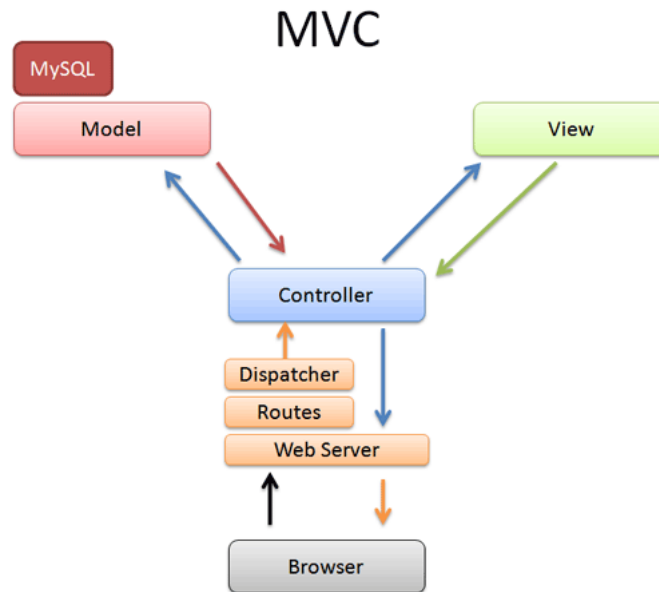 MVC
MySQL
Model
View
Controller
Dispatcher
Routes
Web Server
Browser